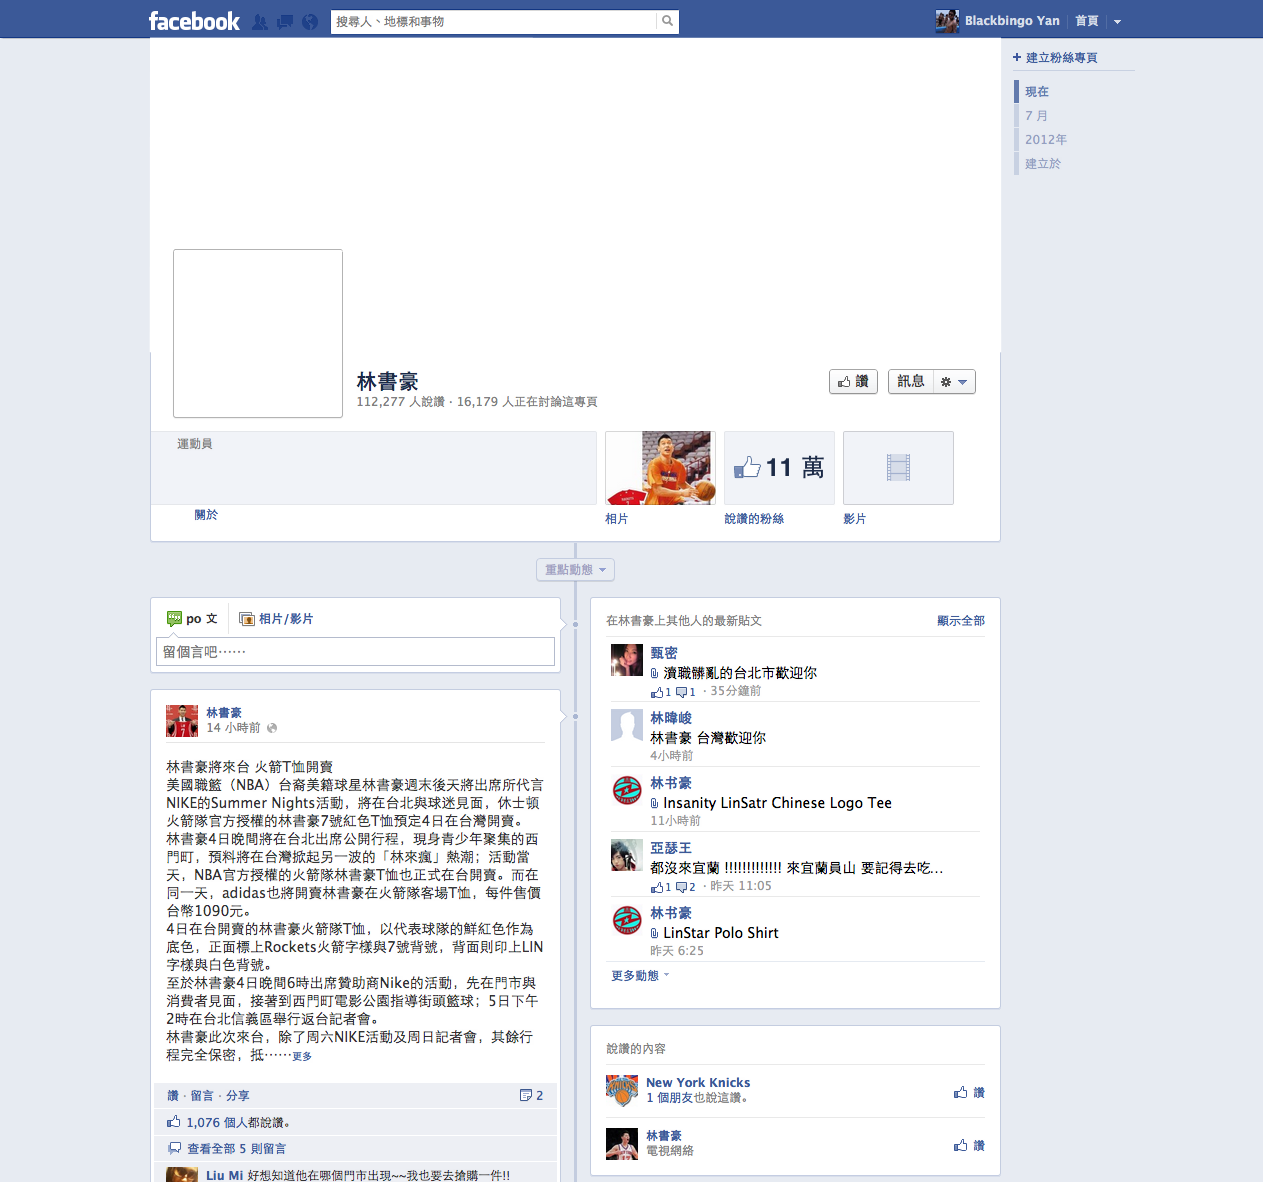 facebook
搜尋人、地標和事物
Blackbingo Yan
首頁
建立粉絲專頁
現在
7 月
2012年
建立於
林書豪
112,277 人說讚 · 16,179 人正在討論這專頁
讚
訊息
運動員
關於
相片
11 萬
說讚的粉絲
影片
重點動態
po 文
相片/影片
留個言吧……
林書豪
14 小時前
林書豪將來台 火箭T恤開賣
美國職籃（NBA）台裔美籍球星林書豪週末後天將出席所代言
NIKE的Summer Nights活動，將在台北與球迷見面，休士頓
火箭隊官方授權的林書豪7號紅色T恤預定4日在台灣開賣。
林書豪4日晚間將在台北出席公開行程，現身青少年聚集的西
門町，預料將在台灣掀起另一波的「林來瘋」熱潮；活動當
天，NBA官方授權的火箭隊林書豪T恤也正式在台開賣。而在
同一天，adidas也將開賣林書豪在火箭隊客場T恤，每件售價
台幣1090元。
4日在台開賣的林書豪火箭隊T恤，以代表球隊的鮮紅色作為
底色，正面標上Rockets火箭字樣與7號背號，背面則印上LIN
字樣與白色背號。
至於林書豪4日晚間6時出席贊助商Nike的活動，先在門市與
消費者見面，接著到西門町電影公園指導街頭籃球；5日下午
2時在台北信義區舉行返台記者會。
林書豪此次來台，除了周六NIKE活動及周日記者會，其餘行
程完全保密，抵……更多
讚 · 留言 · 分享
2
1,076 個人都說讚。
查看全部 5 則留言
Liu Mi 好想知道他在哪個門市出現~~我也要去搶購一件!!
在林書豪上其他人的最新貼文
顯示全部
甄密
瀆職髒亂的台北市歡迎你
1 1 · 35分鐘前
林暐峻
林書豪 台灣歡迎你
4小時前
林书豪
Insanity LinSatr Chinese Logo Tee
11小時前
亞瑟王
都沒來宜蘭 !!!!!!!!!!!!! 來宜蘭員山 要記得去吃...
1 2 · 昨天 11:05
林书豪
LinStar Polo Shirt
昨天 6:25
更多動態
說讚的內容
New York Knicks
1 個朋友也說這讚。
讚
林書豪
電視網絡
讚